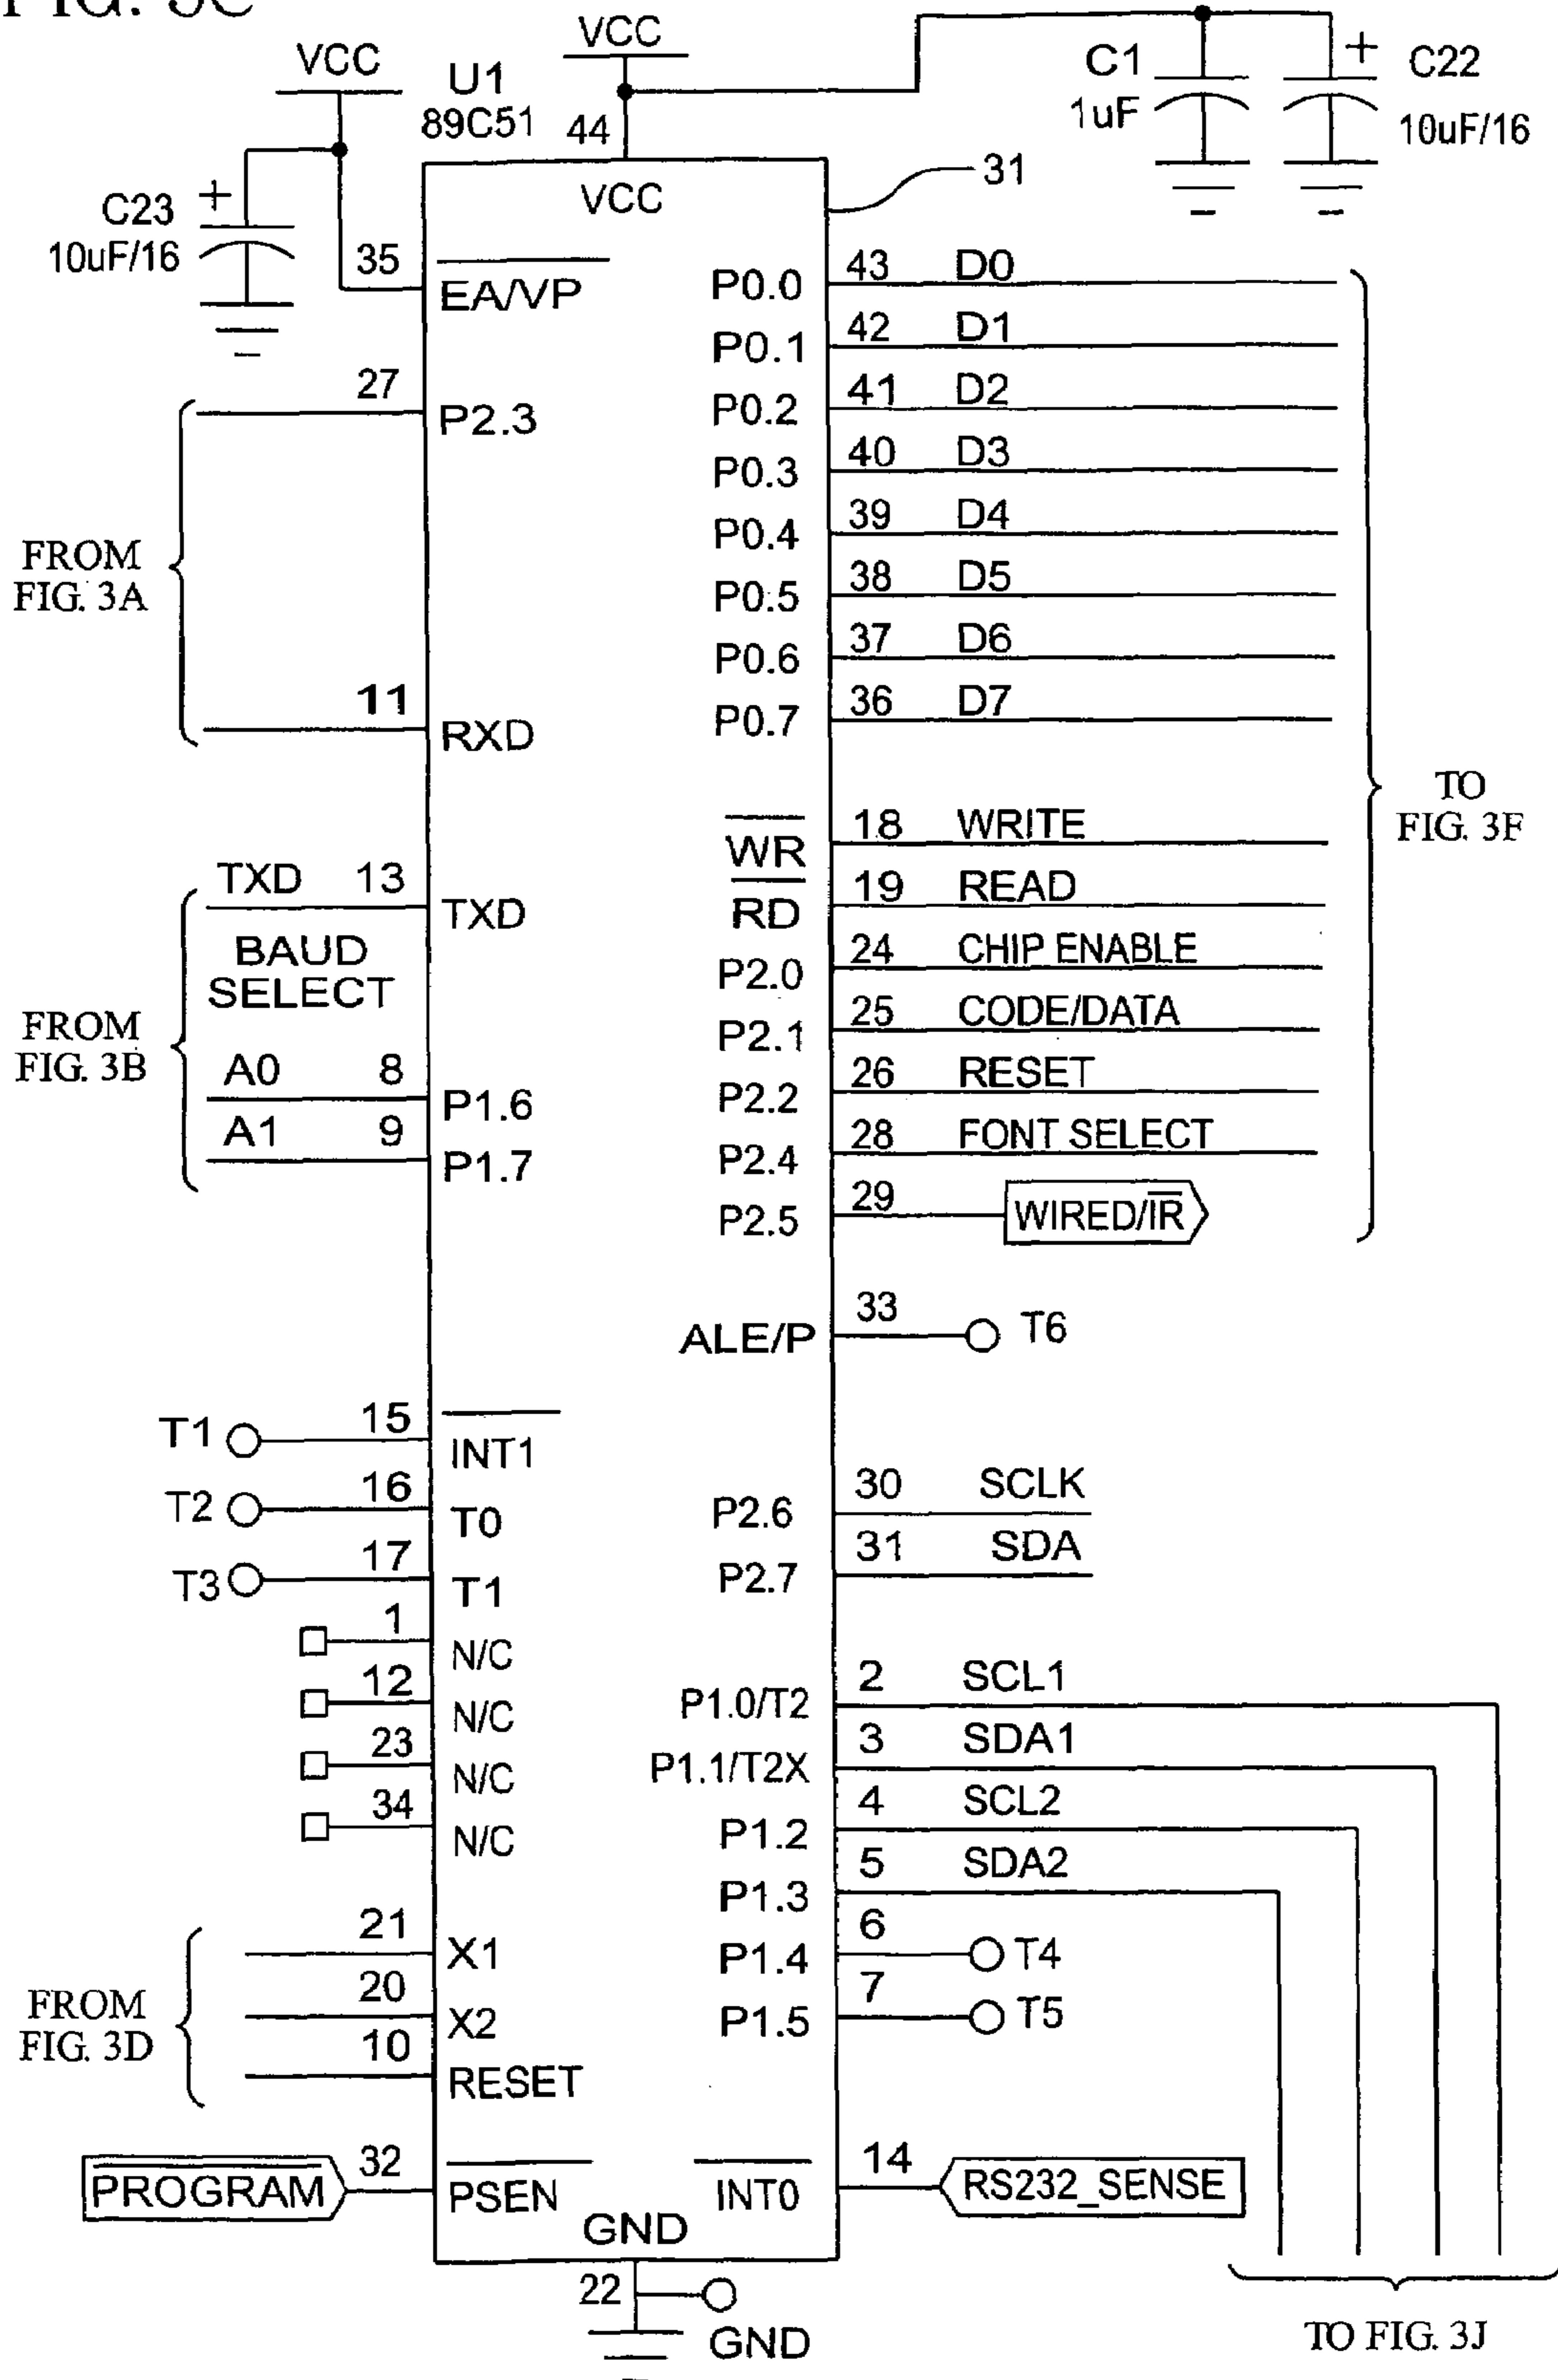 FIG. 3C
VCC
U1
89C51
VCC
44
C1
1uF
+
C22
10uF/16
C23
10uF/16
+
VCC
31
35
EA/VP
27
P2.3
FROM
FIG. 3A
11
RXD
TXD 13
TXD
BAUD
SELECT
FROM
FIG. 3B
A0 8
P1.6
A1 9
P1.7
T1 15
INT1
T2 16
T0
T3 17
T1
1
N/C
12
N/C
23
N/C
34
N/C
21
X1
20
X2
10
RESET
FROM
FIG. 3D
PROGRAM 32
PSEN
P0.0 43 D0
P0.1 42 D1
P0.2 41 D2
P0.3 40 D3
P0.4 39 D4
P0.5 38 D5
P0.6 37 D6
P0.7 36 D7
WR 18 WRITE
RD 19 READ
P2.0 24 CHIP ENABLE
P2.1 25 CODE/DATA
P2.2 26 RESET
P2.4 28 FONT SELECT
P2.5 29 WIRED/IR
TO
FIG. 3F
ALE/P 33 T6
P2.6 30 SCLK
P2.7 31 SDA
P1.0/T2 2 SCL1
P1.1/T2X 3 SDA1
P1.2 4 SCL2
P1.3 5 SDA2
P1.4 6 T4
P1.5 7 T5
INT0 14 RS232_SENSE
GND
22
GND
TO FIG. 3J